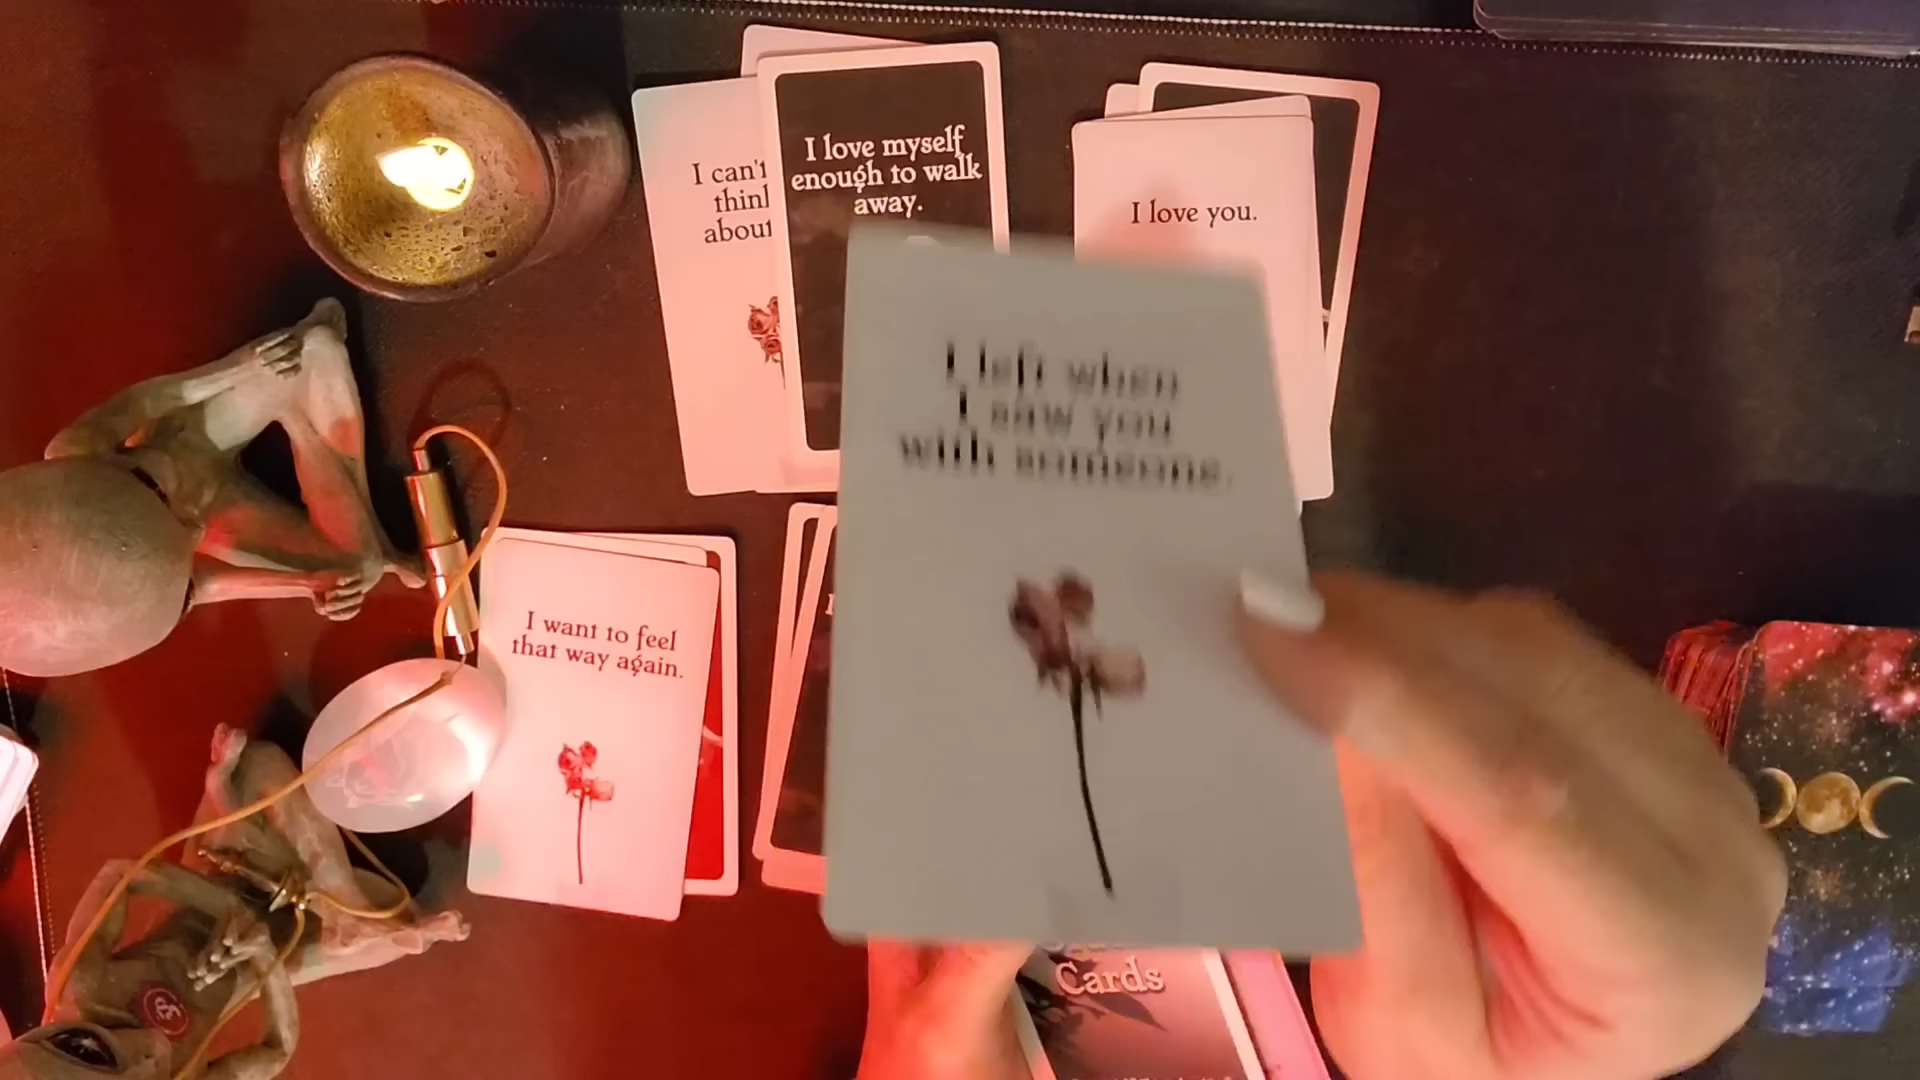 I can't
about
I love myself
enough to walk
away.
I love you.
I left when
I saw you
with someone.
I want to feel
that way again.
Cards